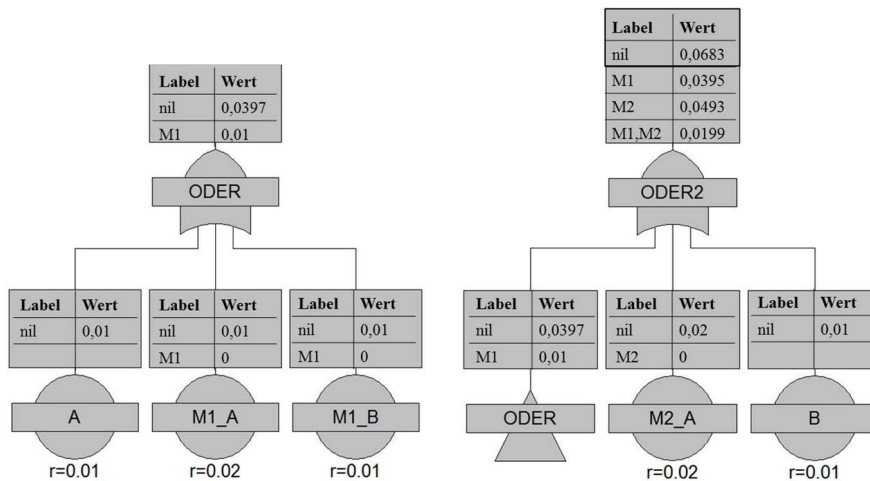 Label Wert
nil 0,0397
M1 0,01
ODER
Label Wert
nil 0,01
A
r=0.01
Label Wert
nil 0,01
M1 0
M1_A
r=0.02
Label Wert
nil 0,01
M1 0
M1_B
r=0.01
Label Wert
nil 0,0683
M1 0,0395
M2 0,0493
M1,M2 0,0199
ODER2
Label Wert
nil 0,0397
M1 0,01
ODER
Label Wert
nil 0,02
M2 0
M2_A
r=0.02
Label Wert
nil 0,01
B
r=0.01